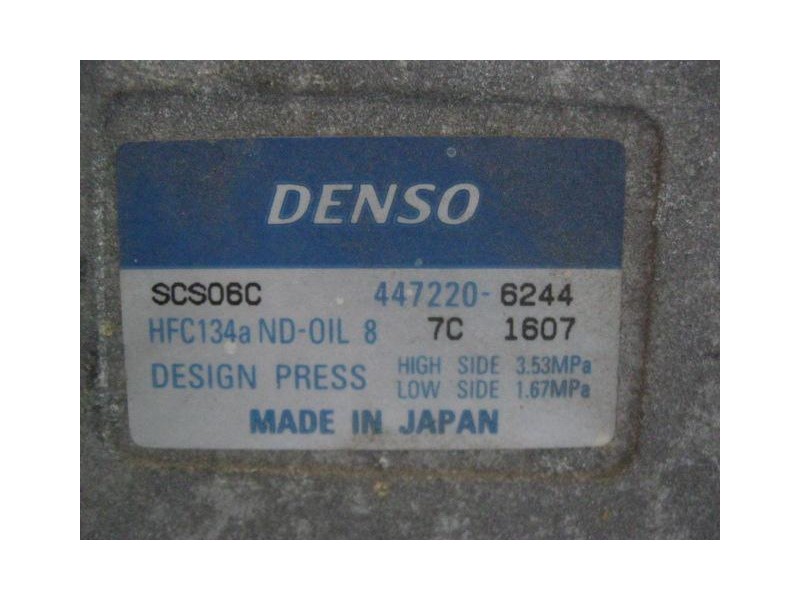 DENSO
SCS06C 447220-6244
HFC134a ND-OIL 8 7C 1607
DESIGN PRESS HIGH SIDE 3.53MPa
LOW SIDE 1.67MPa
MADE IN JAPAN